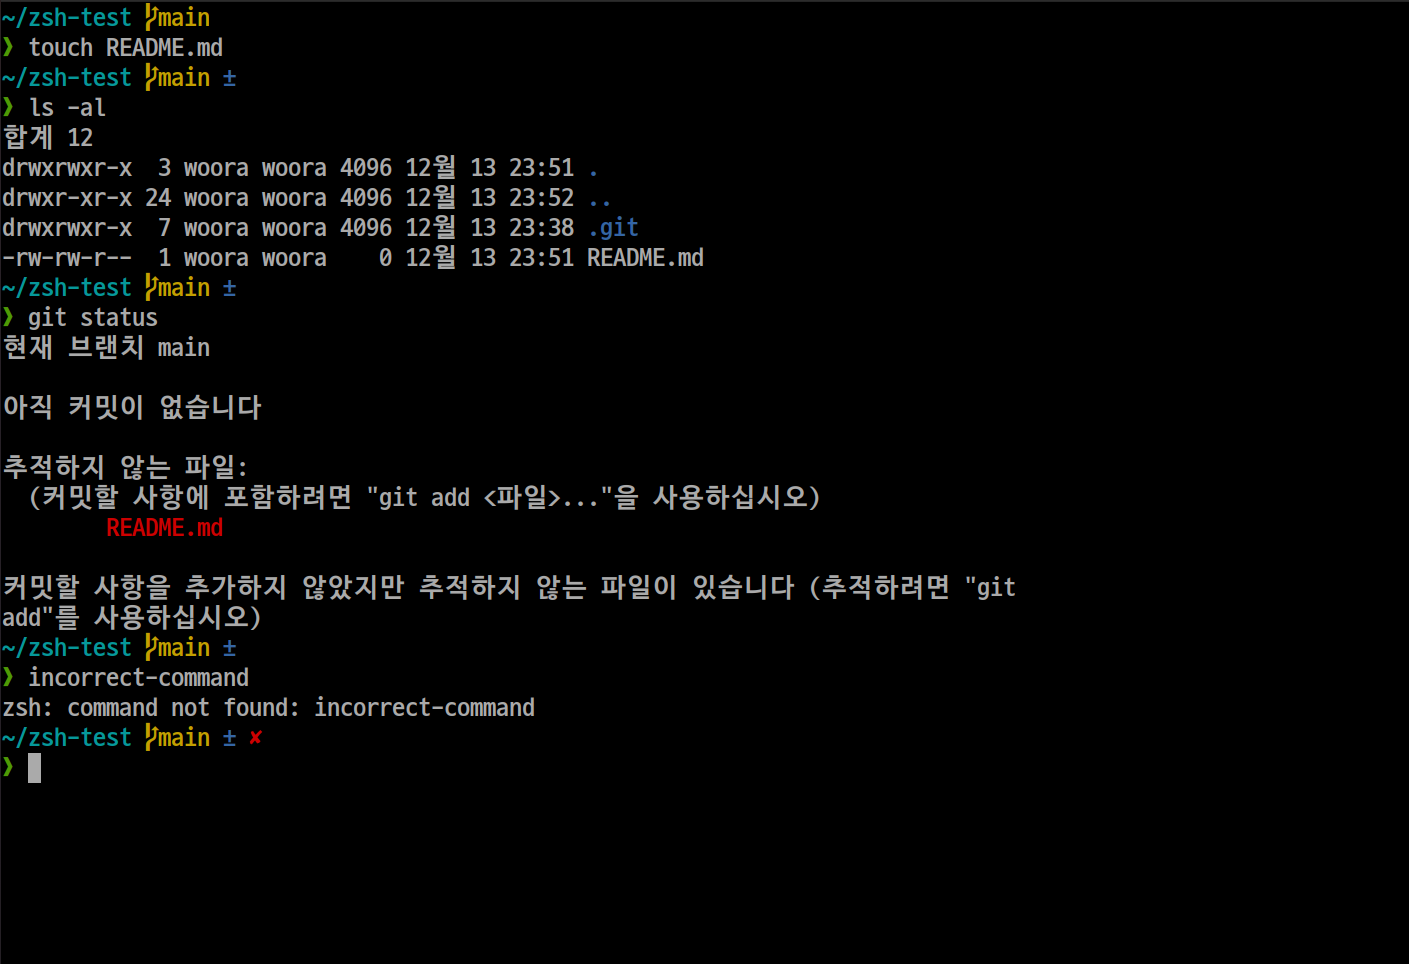 ~/zsh-test main
❯ touch README.md
~/zsh-test main ±
❯ ls -al
합계 12
drwxrwxr-x  3 woora woora 4096 12월 13 23:51 .
drwxr-xr-x 24 woora woora 4096 12월 13 23:52 ..
drwxrwxr-x  7 woora woora 4096 12월 13 23:38 .git
-rw-rw-r--  1 woora woora    0 12월 13 23:51 README.md
~/zsh-test main ±
❯ git status
현재 브랜치 main
아직 커밋이 없습니다
추적하지 않는 파일:
  (커밋할 사항에 포함하려면 "git add <파일>..."을 사용하십시오)
        README.md
커밋할 사항을 추가하지 않았지만 추적하지 않는 파일이 있습니다 (추적하려면 "git
add"를 사용하십시오)
~/zsh-test main ±
❯ incorrect-command
zsh: command not found: incorrect-command
~/zsh-test main ± ✘
❯